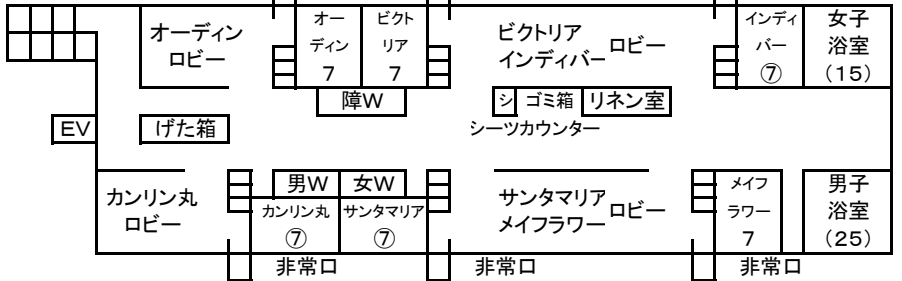 オーディン
ロビー
オー
ディン
7
ビクト
リア
7
ビクトリア
インディバー
ロビー
インディ
バー
⑦
女子
浴室
(15)
障W
シ
ゴミ箱
リネン室
シーツカウンター
EV
げた箱
カンリン丸
ロビー
男W
女W
カンリン丸
⑦
サンタマリア
⑦
サンタマリア
メイフラワー
ロビー
メイフ
ラワー
7
男子
浴室
(25)
非常口
非常口
非常口